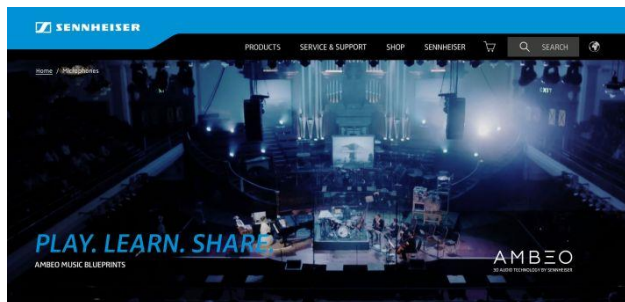 SENNHEISER
PRODUCTS SERVICE & SUPPORT SHOP SENNHEISER SEARCH
Home / Microphones
PLAY. LEARN. SHARE.
AMBEO MUSIC BLUEPRINTS
AMBEO
3D AUDIO TECHNOLOGY BY SENNHEISER